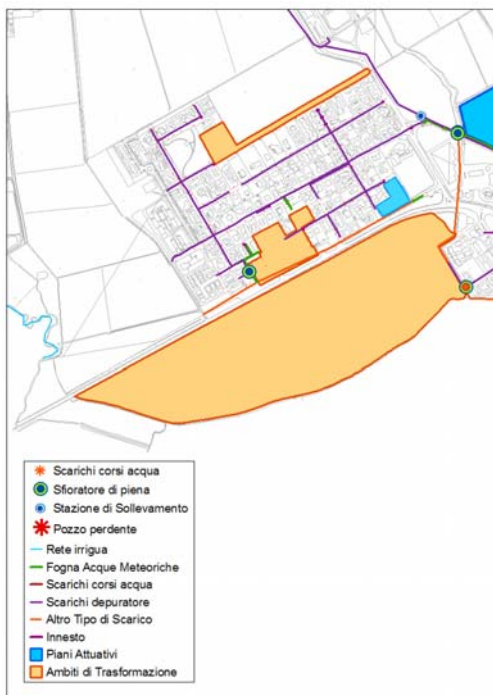 Scarichi corsi acqua
Sfioratore di piena
Stazione di Sollevamento
Pozzo perdente
Rete irrigua
Fogna Acque Meteoriche
Scarichi corsi acqua
Scarichi depuratore
Altro Tipo di Scarico
Innesto
Piani Attuativi
Ambiti di Trasformazione